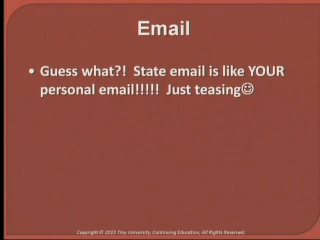 Email
• Guess what?! State email is like YOUR
personal email!!!!! Just teasing☺
Copyright © 2015 Troy University, Continuing Education, All Rights Reserved.